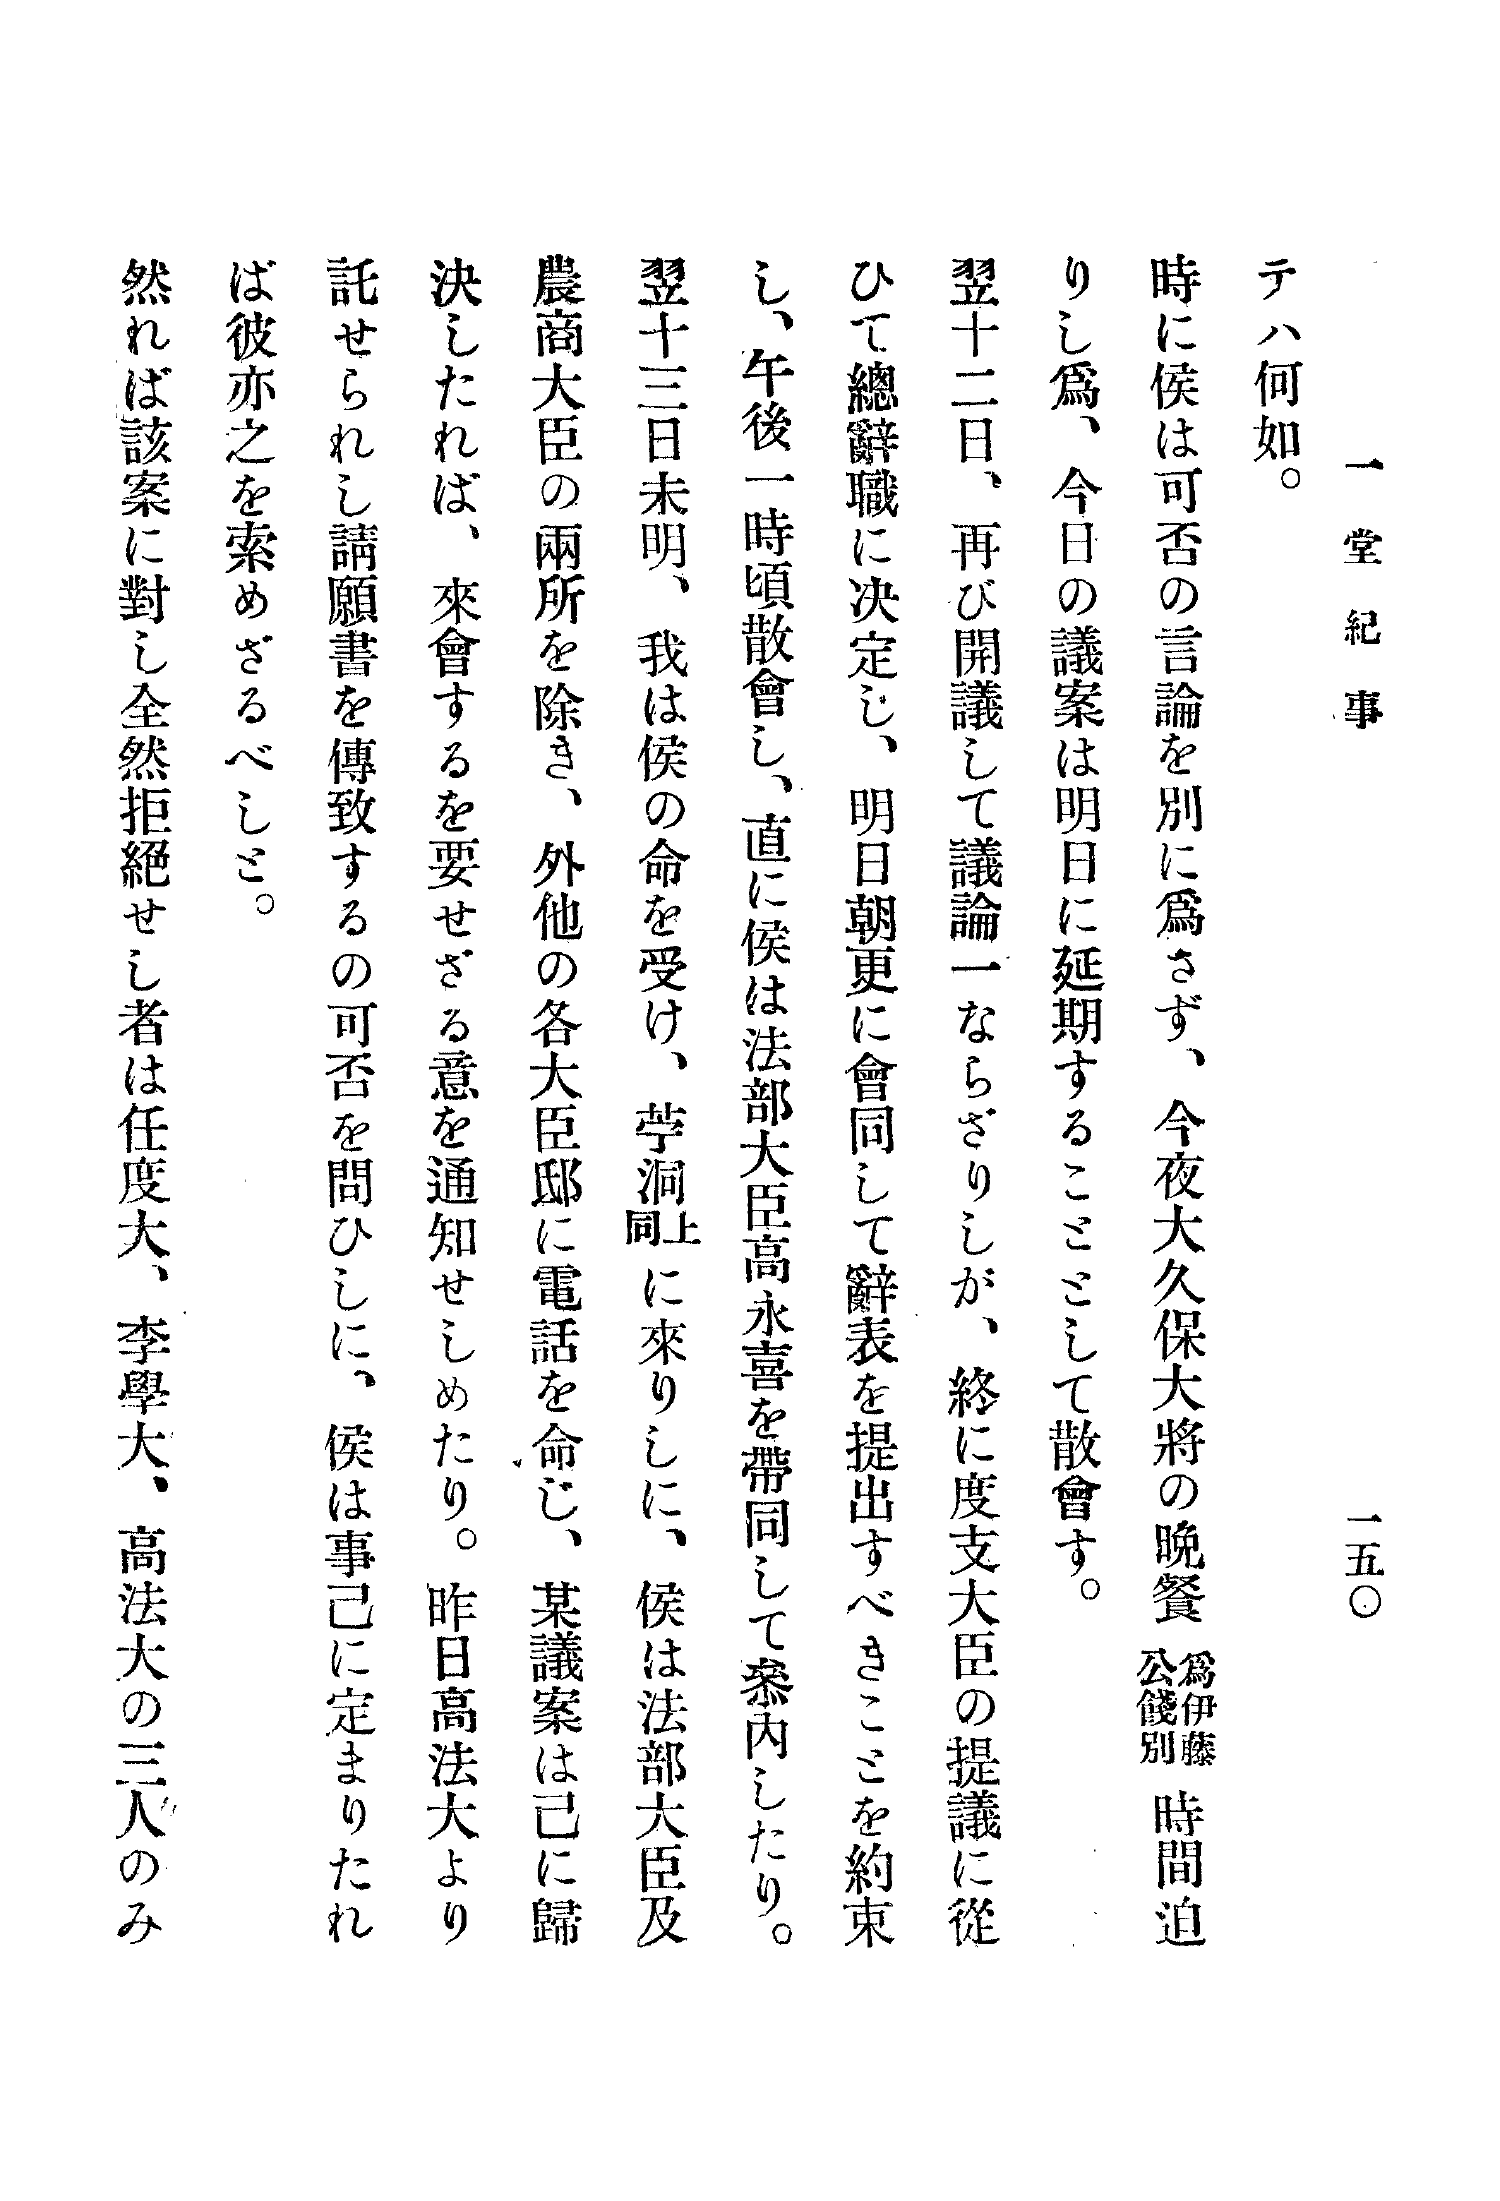 一堂紀事 一五〇
テハ何如。
時に侯は可否の言論を別に爲さず、今夜大久保大將の晩餐 爲伊藤公餞別 時間迫
りし爲、今日の議案は明日に延期することとして散會す。
翌十二日、再び開議して議論一ならざりしが、終に度支大臣の提議に從
ひて總辭職に決定し、明日朝更に會同して辭表を提出すべきことを約束
し、午後一時頃散會し、直に侯は法部大臣高永喜を帶同して參內したり。
翌十三日未明、我は侯の命を受け、苧洞 同上 に來りしに、侯は法部大臣及
農商大臣の兩所を除き、外他の各大臣邸に電話を命じ、某議案は己に歸
決したれば、來會するを要せざる意を通知せしめたり。昨日高法大より
託せられし請願書を傳致するの可否を問ひしに、侯は事己に定まりたれ
ば彼亦之を索めざるべしと。
然れば該案に對し全然拒絕せし者は任度大、李學大、高法大の三人のみ